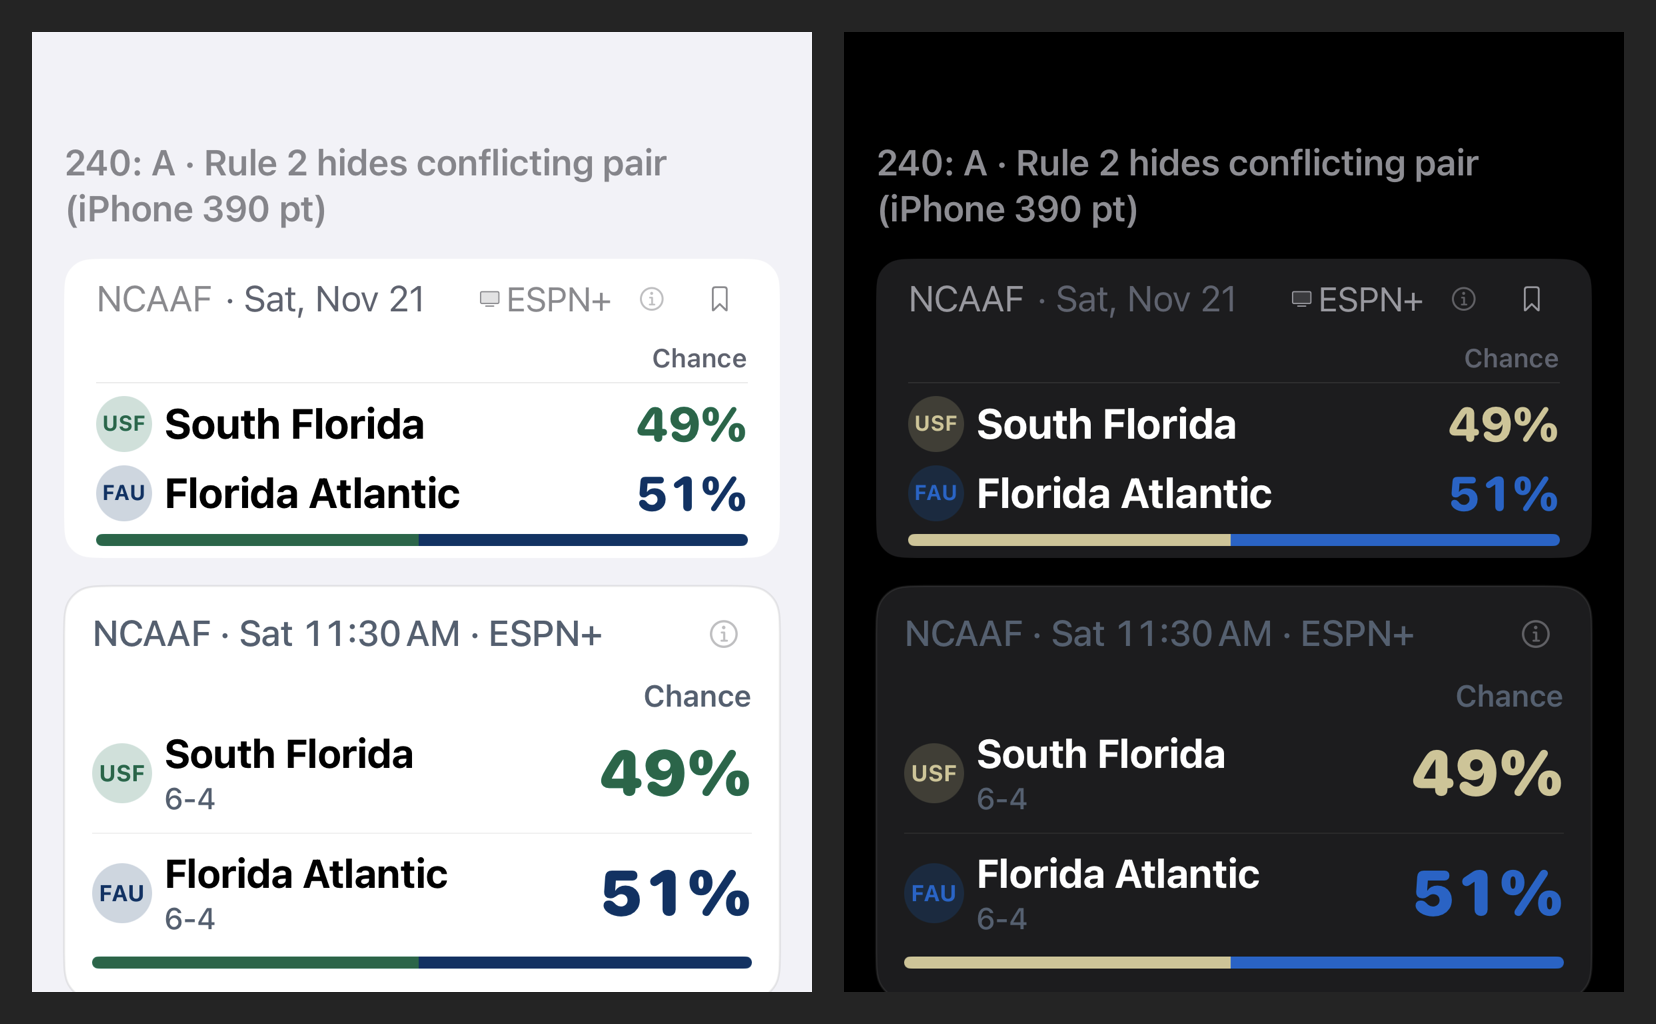 240: A · Rule 2 hides conflicting pair
(iPhone 390 pt)
NCAAF · Sat, Nov 21 ESPN+
Chance
USF South Florida 49%
FAU Florida Atlantic 51%
NCAAF · Sat 11:30 AM · ESPN+
Chance
USF South Florida 49%
6-4
FAU Florida Atlantic 51%
6-4
240: A · Rule 2 hides conflicting pair
(iPhone 390 pt)
NCAAF · Sat, Nov 21 ESPN+
Chance
USF South Florida 49%
FAU Florida Atlantic 51%
NCAAF · Sat 11:30 AM · ESPN+
Chance
USF South Florida 49%
6-4
FAU Florida Atlantic 51%
6-4